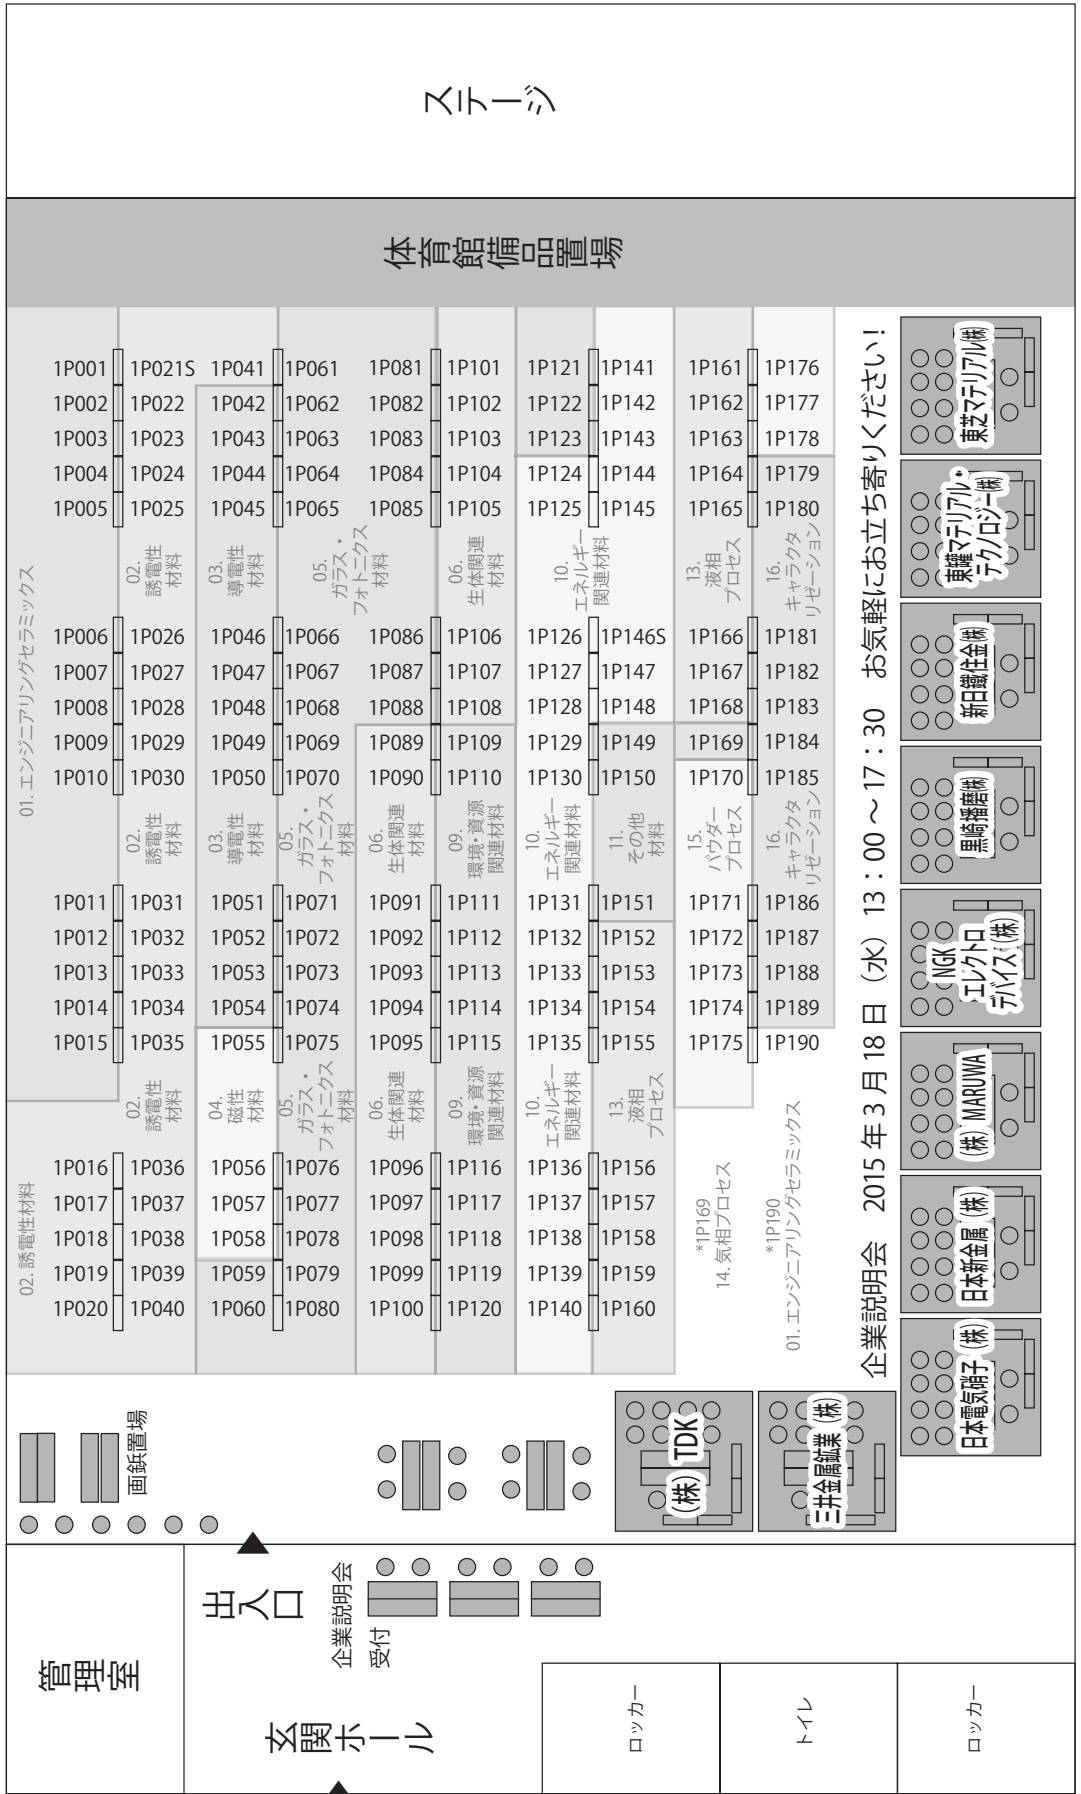 ステージ
体育館備品置場
01. エンジニアリングセラミックス
1P001
1P002
1P003
1P004
1P005
1P006
1P007
1P008
1P009
1P010
1P011
1P012
1P013
1P014
1P015
02. 誘電性材料
1P016
1P017
1P018
1P019
1P020
1P021S
1P022
1P023
1P024
1P025
02.
誘電性
材料
1P026
1P027
1P028
1P029
1P030
02.
誘電性
材料
1P031
1P032
1P033
1P034
1P035
02.
誘電性
材料
1P036
1P037
1P038
1P039
1P040
1P041
1P042
1P043
1P044
1P045
03.
導電性
材料
1P046
1P047
1P048
1P049
1P050
03.
導電性
材料
1P051
1P052
1P053
1P054
1P055
04.
磁性
材料
1P056
1P057
1P058
1P059
1P060
1P061
1P062
1P063
1P064
1P065
05.
ガラス・
フォトニクス
材料
1P066
1P067
1P068
1P069
1P070
05.
ガラス・
フォトニクス
材料
1P071
1P072
1P073
1P074
1P075
05.
ガラス・
フォトニクス
材料
1P076
1P077
1P078
1P079
1P080
1P081
1P082
1P083
1P084
1P085
1P086
1P087
1P088
1P089
1P090
06.
生体関連
材料
1P091
1P092
1P093
1P094
1P095
06.
生体関連
材料
1P096
1P097
1P098
1P099
1P100
1P101
1P102
1P103
1P104
1P105
06.
生体関連
材料
1P106
1P107
1P108
1P109
1P110
09.
環境・資源
関連材料
1P111
1P112
1P113
1P114
1P115
09.
環境・資源
関連材料
1P116
1P117
1P118
1P119
1P120
1P121
1P122
1P123
1P124
1P125
10.
エネルギー
関連材料
1P126
1P127
1P128
1P129
1P130
10.
エネルギー
関連材料
1P131
1P132
1P133
1P134
1P135
10.
エネルギー
関連材料
1P136
1P137
1P138
1P139
1P140
1P141
1P142
1P143
1P144
1P145
1P146S
1P147
1P148
1P149
1P150
11.
その他
材料
1P151
1P152
1P153
1P154
1P155
13.
液相
プロセス
1P156
1P157
1P158
1P159
1P160
1P161
1P162
1P163
1P164
1P165
13.
液相
プロセス
1P166
1P167
1P168
1P169
1P170
15.
パウダー
プロセス
1P171
1P172
1P173
1P174
1P175
*1P169
14. 気相プロセス
1P176
1P177
1P178
1P179
1P180
16.
キャラクタ
リゼーション
1P181
1P182
1P183
1P184
1P185
16.
キャラクタ
リゼーション
1P186
1P187
1P188
1P189
1P190
*1P190
01. エンジニアリングセラミックス
企業説明会 2015年3月18日(水)13:00~17:30 お気軽にお立ち寄りください!
東芝マテリアル㈱
東罐マテリアル・
テクノロジー㈱
新日鐵住金㈱
黒崎播磨㈱
NGK
エレクトロ
デバイス(株)
(株)MARUWA
日本新金属(株)
日本電気硝子(株)
(株)TDK
三井金属鉱業(株)
画鋲置場
出入口
企業説明会
受付
管理室
玄関ホール
ロッカー
トイレ
ロッカー